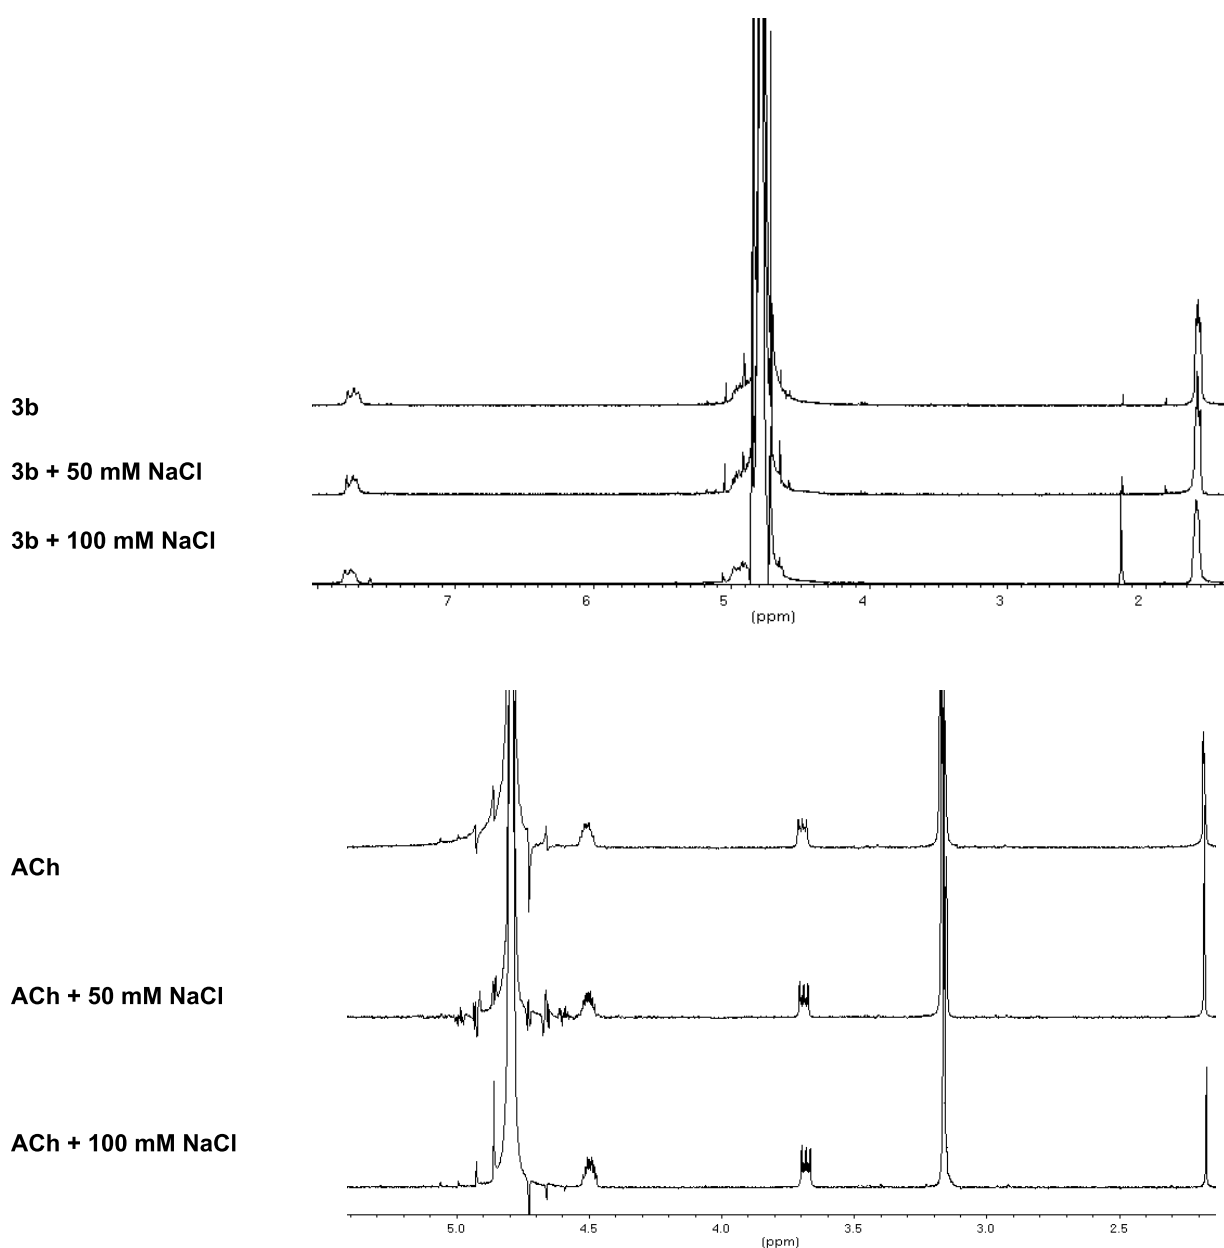 3b
3b + 50 mM NaCl
3b + 100 mM NaCl
7 6 5 4 3 2
(ppm)
ACh
ACh + 50 mM NaCl
ACh + 100 mM NaCl
5.0 4.5 4.0 3.5 3.0 2.5
(ppm)